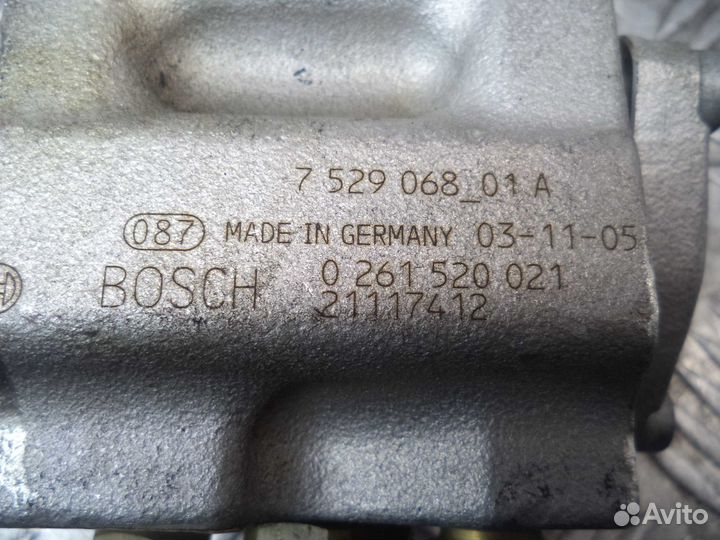 7 529 068_01 A
087 MADE IN GERMANY 03-11-05
BOSCH 0 261 520 021
21117412
Avito